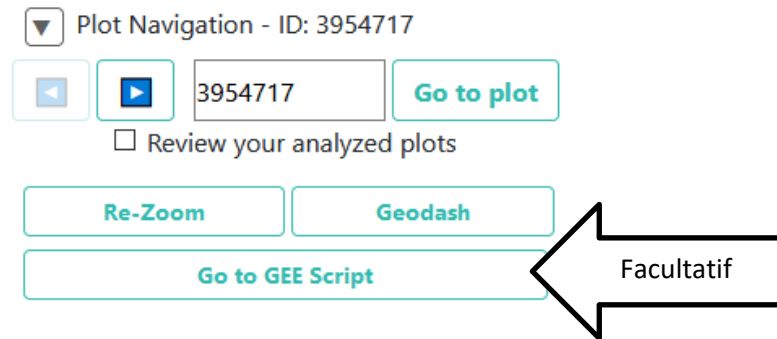 Plot Navigation - ID: 3954717
3954717 Go to plot
Review your analyzed plots
Re-Zoom Geodash
Go to GEE Script Facultatif